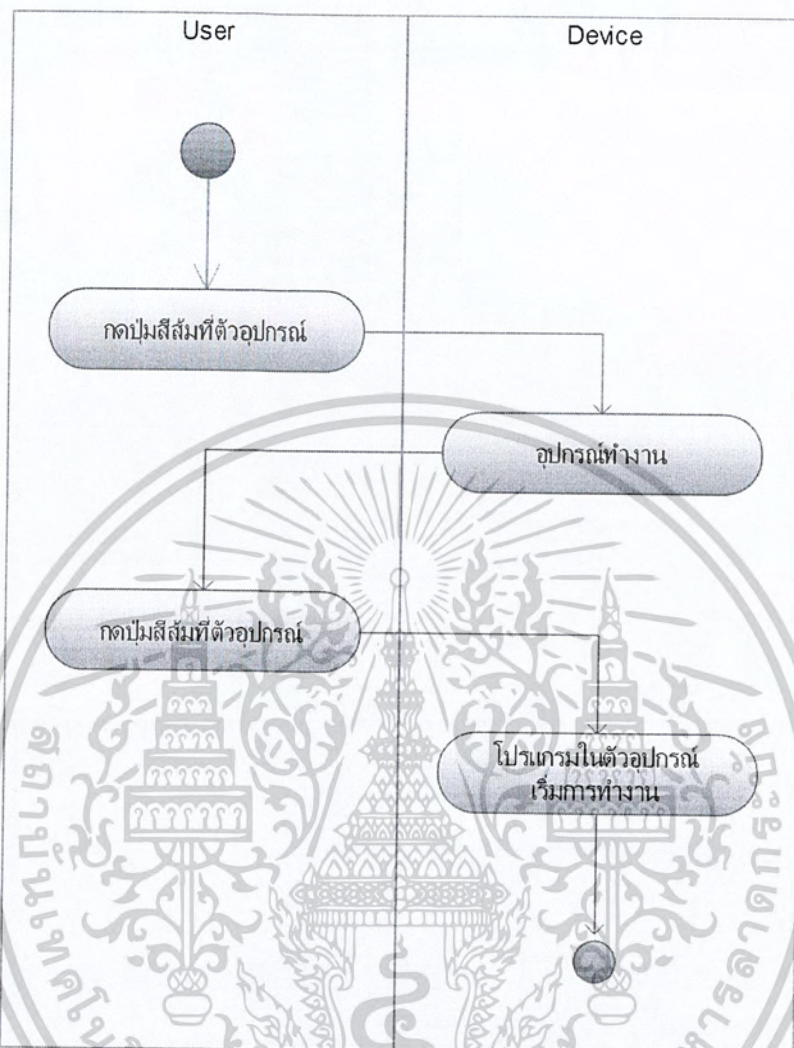 User
Device
กดปุ่มสีส้มที่ตัวอุปกรณ์
อุปกรณ์ทำงาน
กดปุ่มสีส้มที่ตัวอุปกรณ์
โปรแกรมในตัวอุปกรณ์
เริ่มการทำงาน